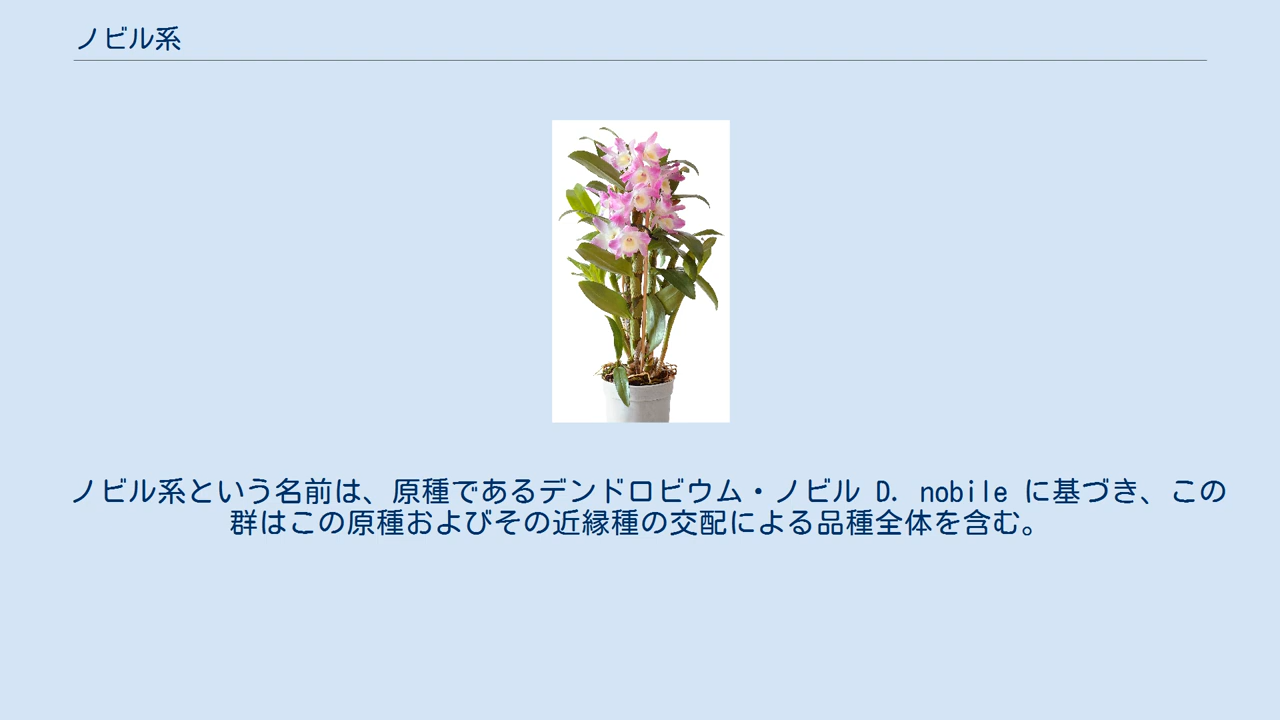 ノビル系
ノビル系という名前は、原種であるデンドロビウム・ノビル D. nobile に基づき、この
群はこの原種およびその近縁種の交配による品種全体を含む。